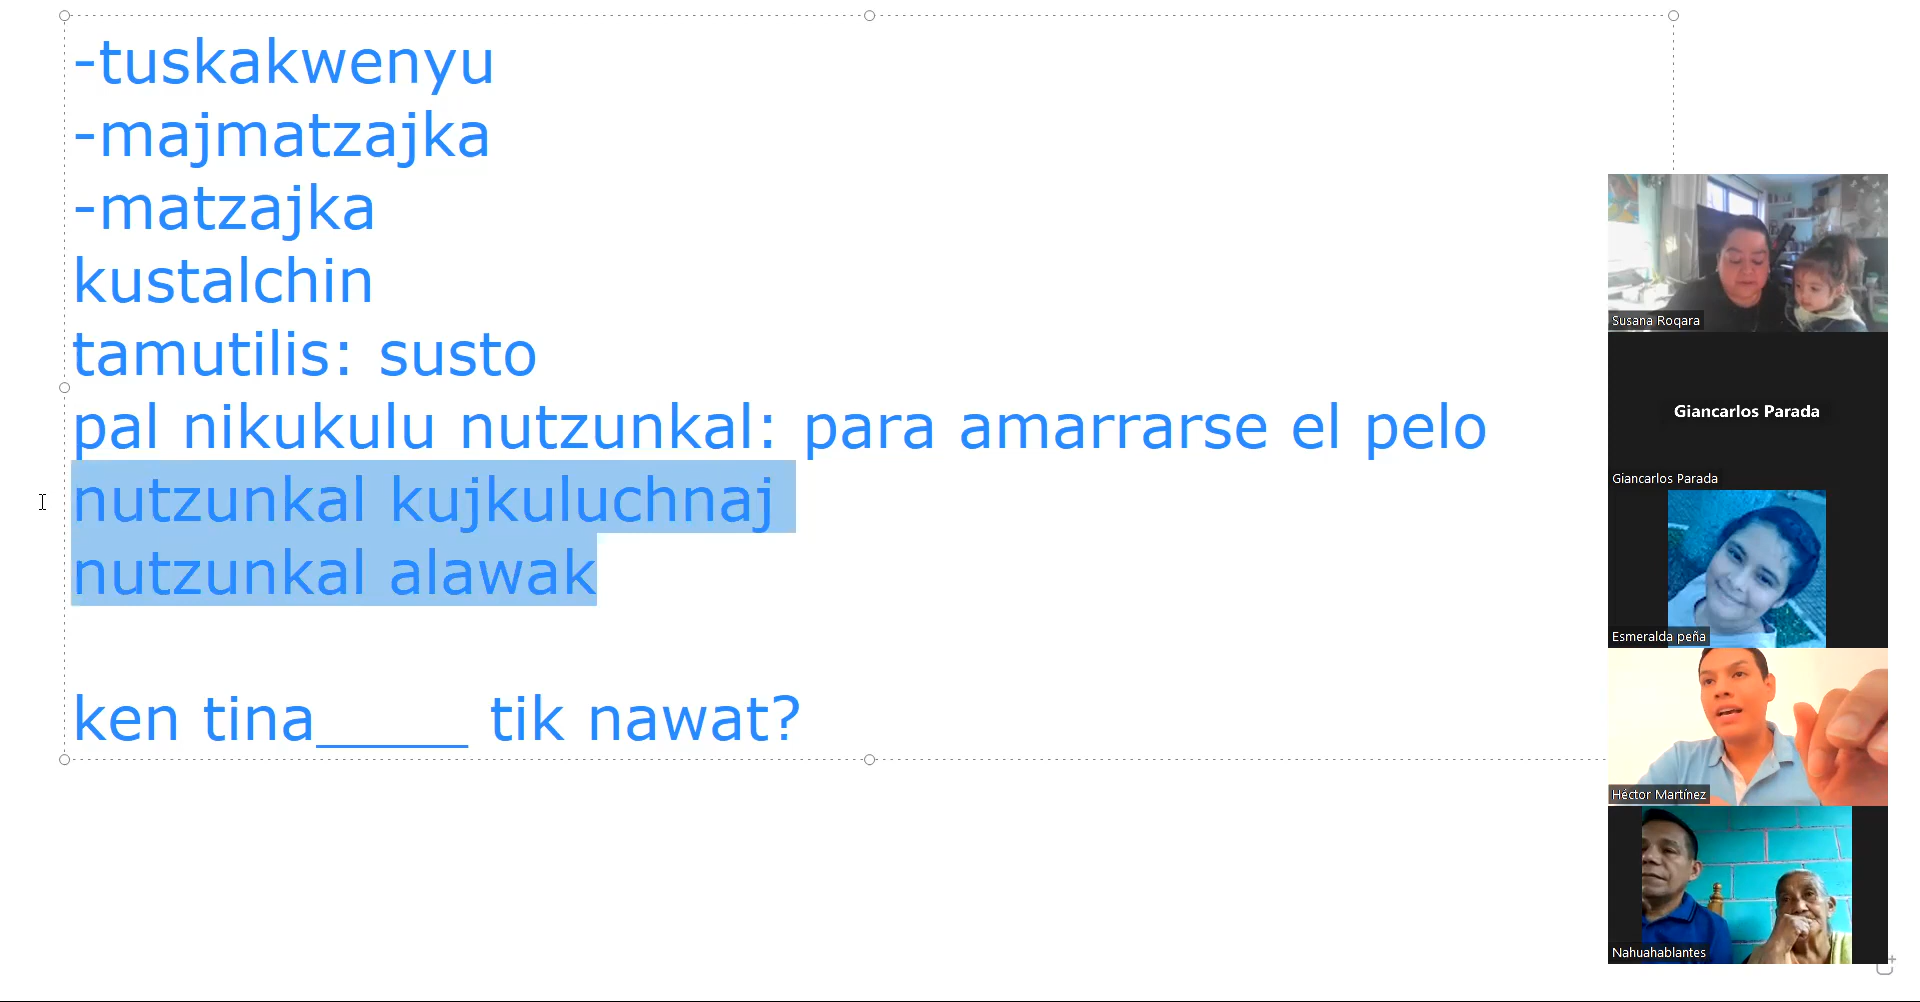 -tuskakwenyu
-majmatzajka
-matzajka
kustalchin
tamutilis: susto
pal nikukulu nutzunkal: para amarrarse el pelo
nutzunkal kujkuluchnaj
nutzunkal alawak
ken tina_____ tik nawat?
Susana Roqara
Giancarlos Parada
Giancarlos Parada
Esmeralda peña
Héctor Martínez
Nahuahablantes